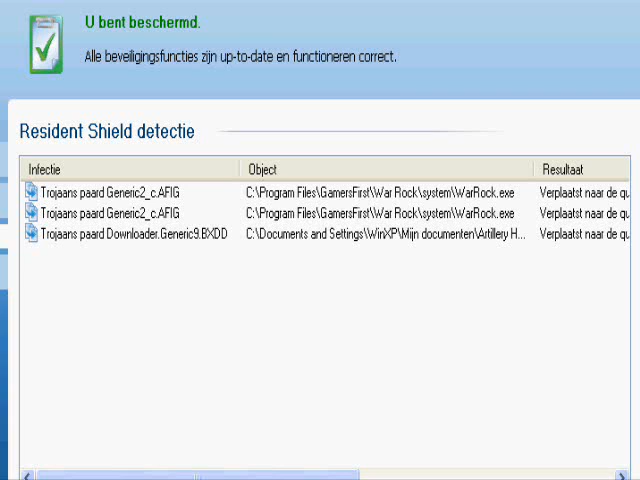 U bent beschermd.
Alle beveiligingsfuncties zijn up-to-date en functioneren correct.
Resident Shield detectie
Infectie Object Resultaat
Trojaans paard Generic2_c.AFIG C:\Program Files\GamersFirst\War Rock\system\WarRock.exe Verplaatst naar de qu
Trojaans paard Generic2_c.AFIG C:\Program Files\GamersFirst\War Rock\system\WarRock.exe Verplaatst naar de qu
Trojaans paard Downloader.Generic9.BXDD C:\Documents and Settings\WinXP\Mijn documenten\Artillery H... Verplaatst naar de qu